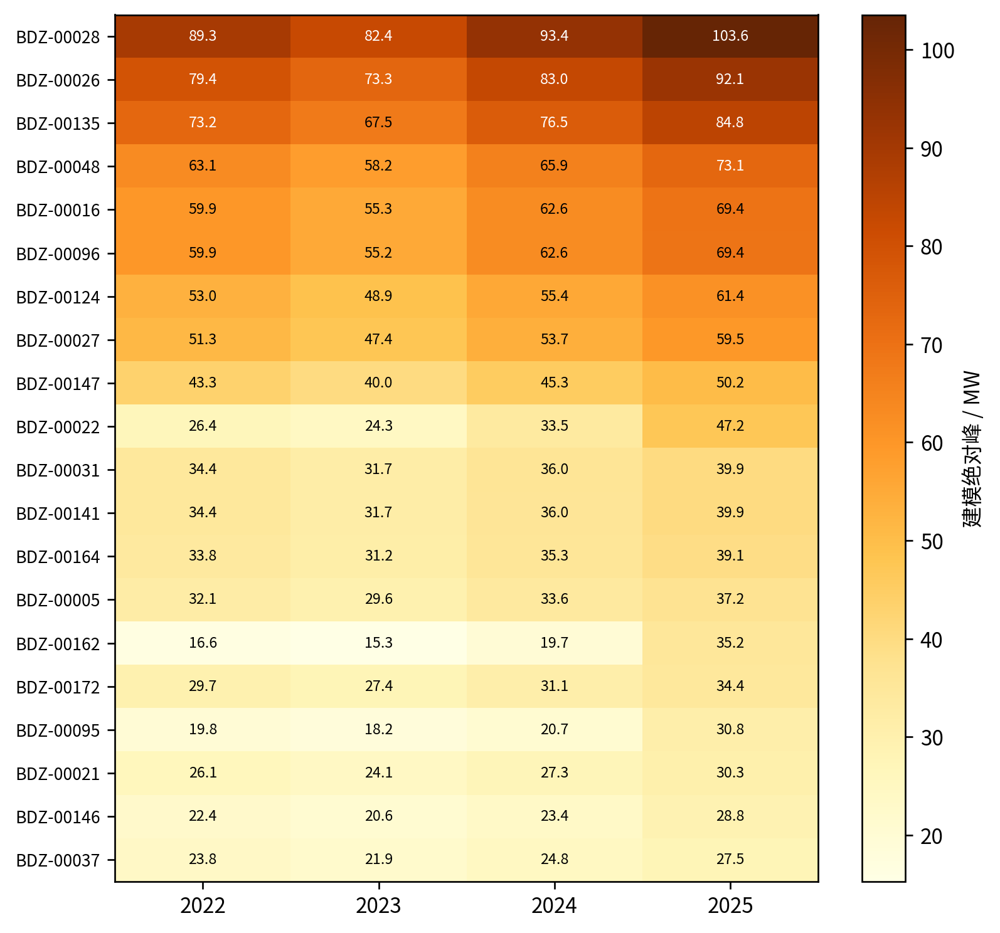 BDZ-00028 89.3 82.4 93.4 103.6
BDZ-00026 79.4 73.3 83.0 92.1
BDZ-00135 73.2 67.5 76.5 84.8
BDZ-00048 63.1 58.2 65.9 73.1
BDZ-00016 59.9 55.3 62.6 69.4
BDZ-00096 59.9 55.2 62.6 69.4
BDZ-00124 53.0 48.9 55.4 61.4
BDZ-00027 51.3 47.4 53.7 59.5
BDZ-00147 43.3 40.0 45.3 50.2
BDZ-00022 26.4 24.3 33.5 47.2
BDZ-00031 34.4 31.7 36.0 39.9
BDZ-00141 34.4 31.7 36.0 39.9
BDZ-00164 33.8 31.2 35.3 39.1
BDZ-00005 32.1 29.6 33.6 37.2
BDZ-00162 16.6 15.3 19.7 35.2
BDZ-00172 29.7 27.4 31.1 34.4
BDZ-00095 19.8 18.2 20.7 30.8
BDZ-00021 26.1 24.1 27.3 30.3
BDZ-00146 22.4 20.6 23.4 28.8
BDZ-00037 23.8 21.9 24.8 27.5
2022 2023 2024 2025
100
90
80
70
60
50
40
30
20
建模绝对峰 / MW